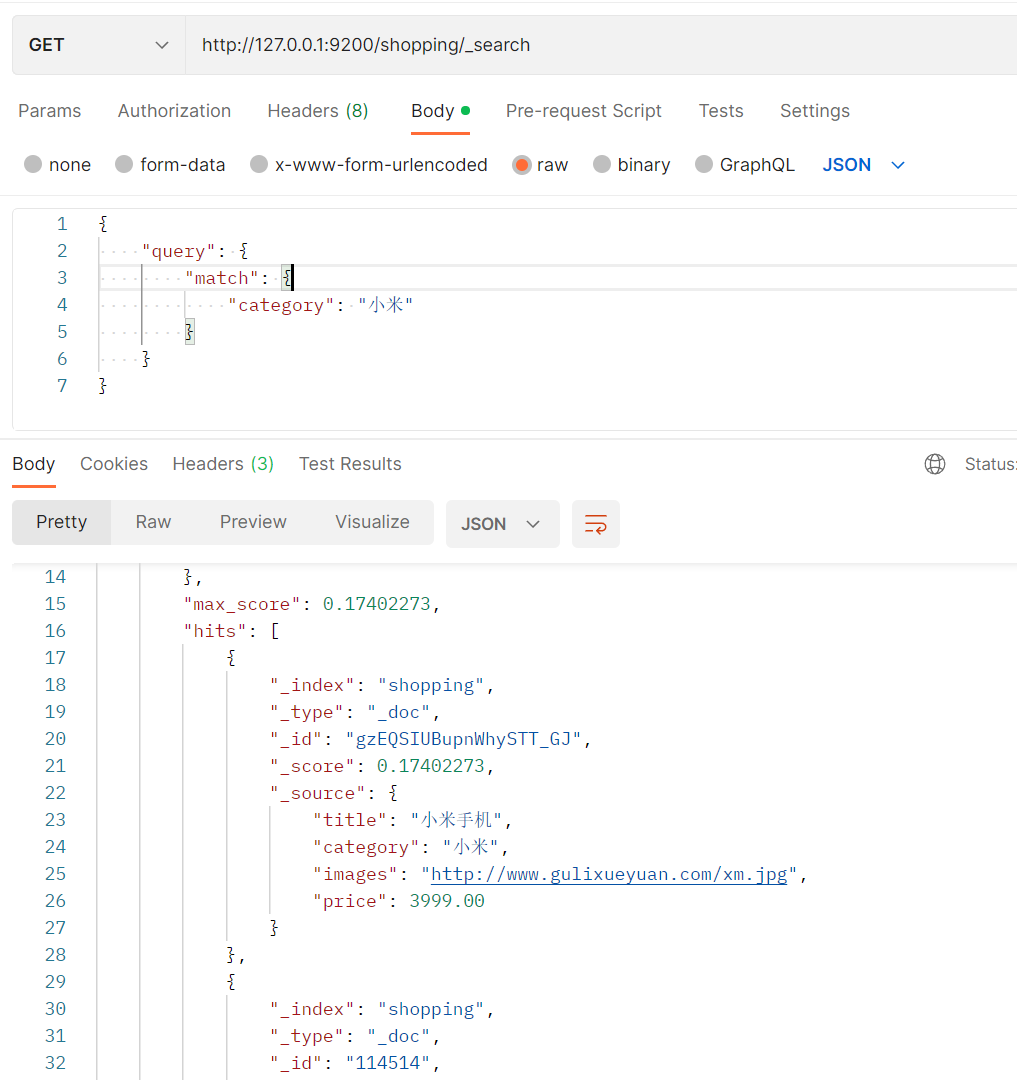 GET http://127.0.0.1:9200/shopping/_search
Params Authorization Headers (8) Body Pre-request Script Tests Settings
none form-data x-www-form-urlencoded raw binary GraphQL JSON
1 {
2 "query": {
3 "match": {
4 "category": "小米"
5 }
6 }
7 }
Body Cookies Headers (3) Test Results Status:
Pretty Raw Preview Visualize JSON
14 },
15 "max_score": 0.17402273,
16 "hits": [
17 {
18 "_index": "shopping",
19 "_type": "_doc",
20 "_id": "gzEQSIUBupnWhySTT_GJ",
21 "_score": 0.17402273,
22 "_source": {
23 "title": "小米手机",
24 "category": "小米",
25 "images": "http://www.gulixueyuan.com/xm.jpg",
26 "price": 3999.00
27 }
28 },
29 {
30 "_index": "shopping",
31 "_type": "_doc",
32 "_id": "114514",